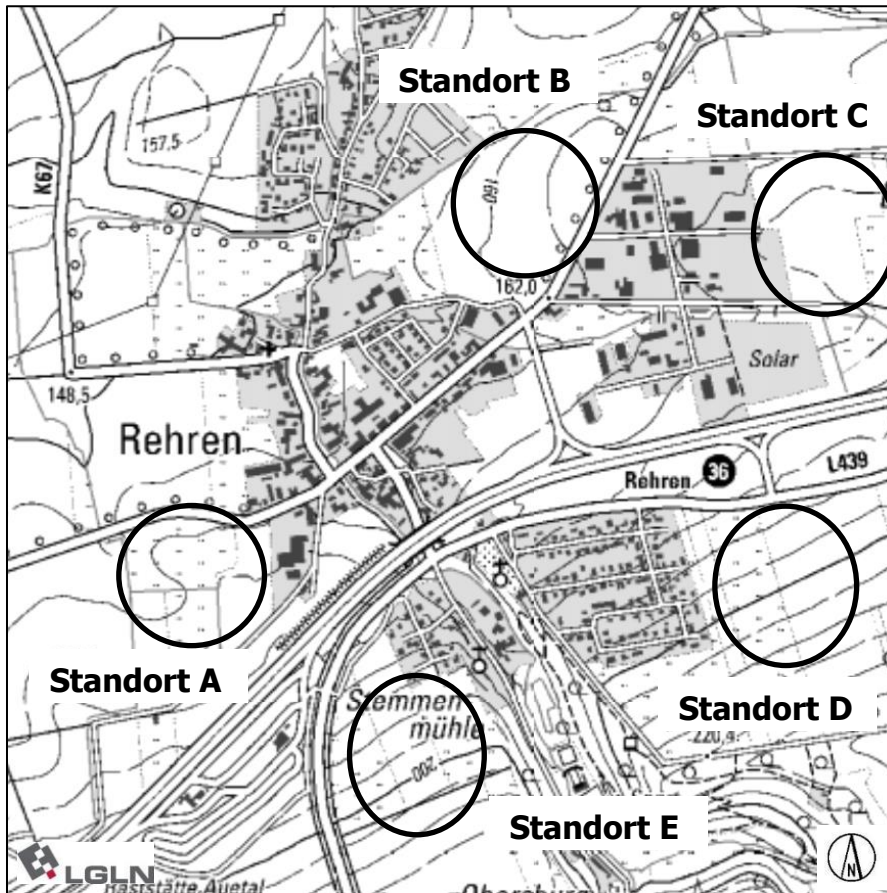 Standort B
Standort C
157,5
K67
160
162,0
Solar
148,5
Rehren
Rehren 36
L439
Standort A
Stemmen-
mühle
Standort D
220,4
200
Standort E
LGLN
Raststätte Auetal
Obersburg
N